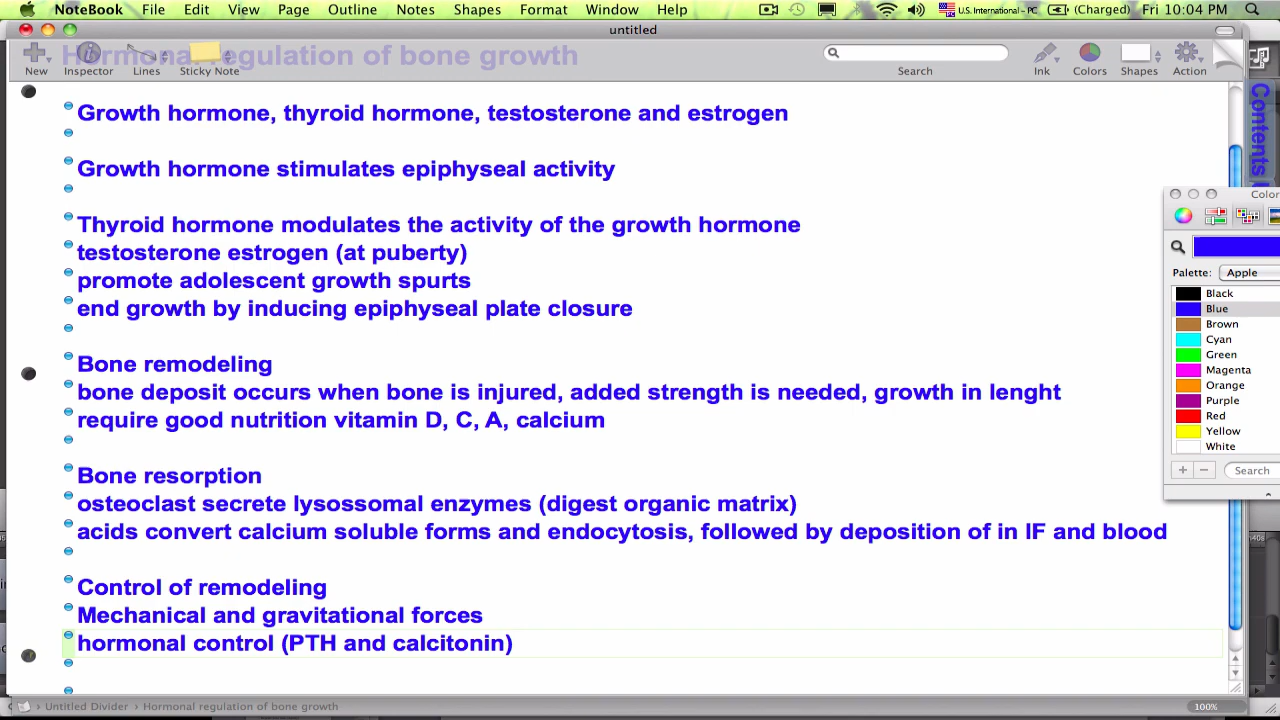 NoteBook File Edit View Page Outline Notes Shapes Format Window Help U.S. International – PC (Charged) Fri 10:04 PM
untitled
Hormonal regulation of bone growth
New Inspector Lines Sticky Note Search Ink Colors Shapes Action
Contents
Growth hormone, thyroid hormone, testosterone and estrogen
Growth hormone stimulates epiphyseal activity
Thyroid hormone modulates the activity of the growth hormone
testosterone estrogen (at puberty)
promote adolescent growth spurts
end growth by inducing epiphyseal plate closure
Bone remodeling
bone deposit occurs when bone is injured, added strength is needed, growth in lenght
require good nutrition vitamin D, C, A, calcium
Bone resorption
osteoclast secrete lysossomal enzymes (digest organic matrix)
acids convert calcium soluble forms and endocytosis, followed by deposition of in IF and blood
Control of remodeling
Mechanical and gravitational forces
hormonal control (PTH and calcitonin)
Color
Palette: Apple
Black
Blue
Brown
Cyan
Green
Magenta
Orange
Purple
Red
Yellow
White
+ − Search
Untitled Divider › Hormonal regulation of bone growth
100%